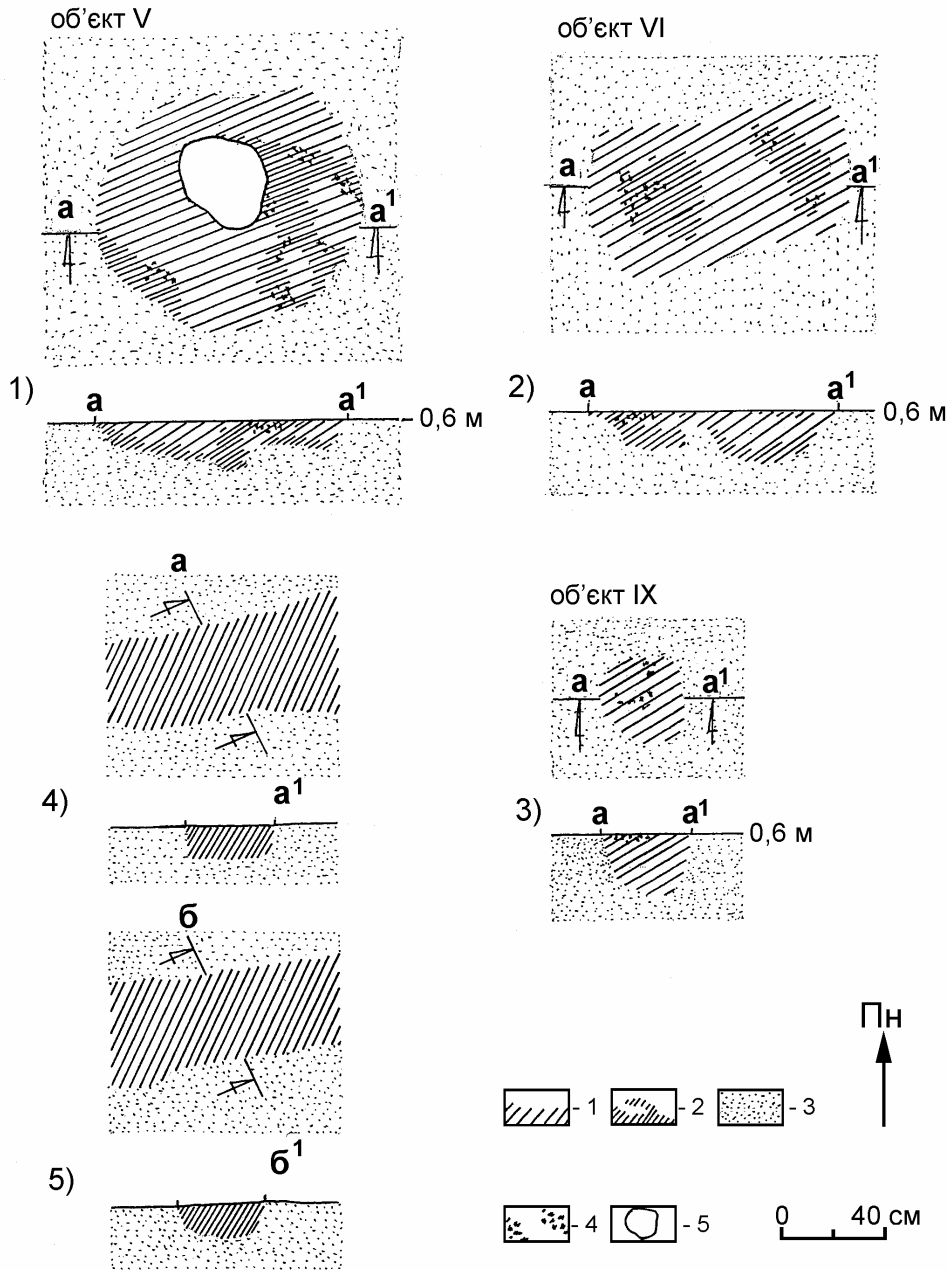 об'єкт V
а а¹
1) а а¹ 0,6 м
об'єкт VI
а а¹
2) а а¹ 0,6 м
а
4) а¹
б
5) б¹
об'єкт IX
а а¹
3) а а¹ 0,6 м
Пн
- 1 - 2 - 3
- 4 - 5
0 40 см